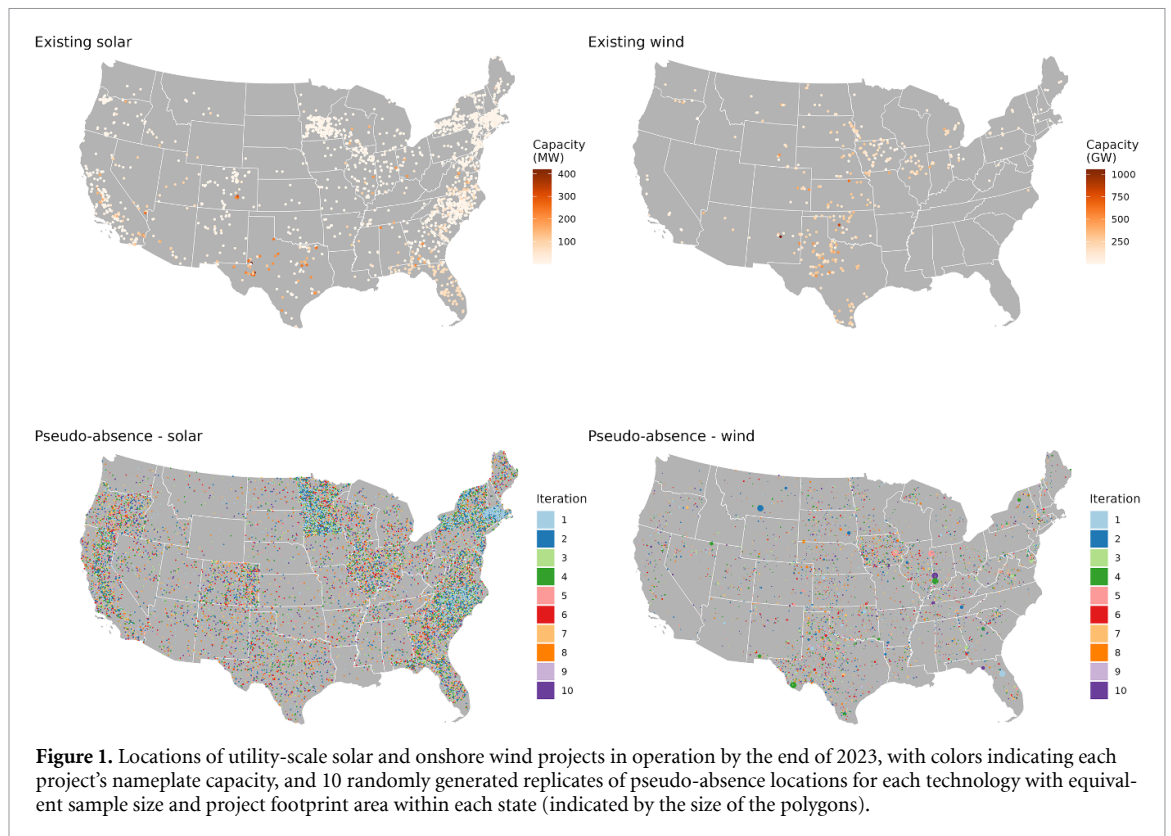 Existing solar
Existing wind
Capacity
(MW)
400
300
200
100
Capacity
(GW)
1000
750
500
250
Pseudo-absence - solar
Pseudo-absence - wind
Iteration
1
2
3
4
5
6
7
8
9
10
Iteration
1
2
3
4
5
6
7
8
9
10
Figure 1. Locations of utility-scale solar and onshore wind projects in operation by the end of 2023, with colors indicating each
project's nameplate capacity, and 10 randomly generated replicates of pseudo-absence locations for each technology with equival-
ent sample size and project footprint area within each state (indicated by the size of the polygons).